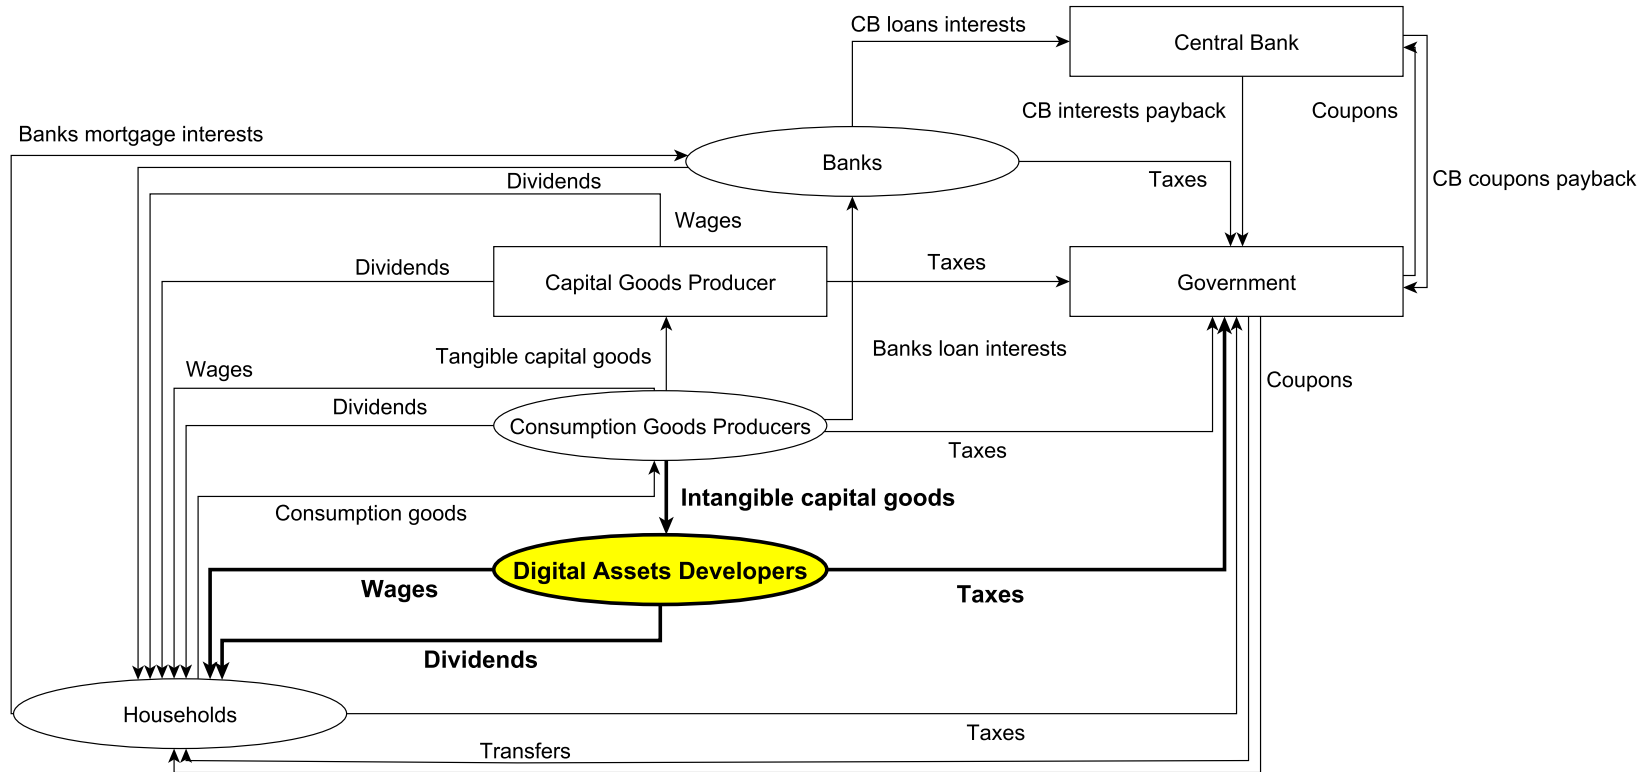 CB loans interests
Central Bank
CB interests payback
Coupons
Banks mortgage interests
Banks
CB coupons payback
Dividends
Taxes
Wages
Dividends
Taxes
Capital Goods Producer
Government
Tangible capital goods
Banks loan interests
Wages
Coupons
Dividends
Consumption Goods Producers
Taxes
Intangible capital goods
Consumption goods
Digital Assets Developers
Wages
Taxes
Dividends
Households
Taxes
Transfers